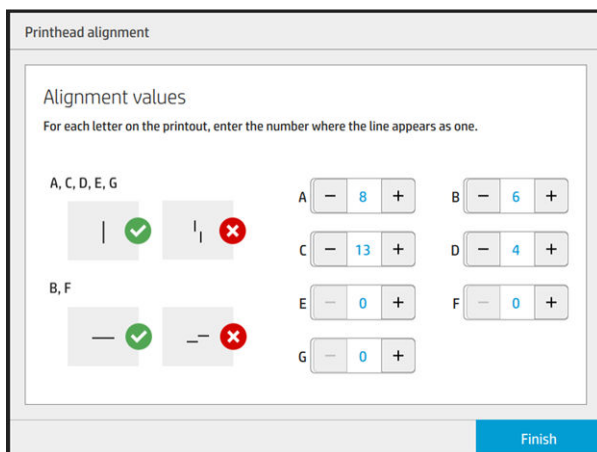 Printhead alignment
Alignment values
For each letter on the printout, enter the number where the line appears as one.
A, C, D, E, G
A − 8 + B − 6 +
C − 13 + D − 4 +
B, F
E − 0 + F − 0 +
G − 0 +
Finish